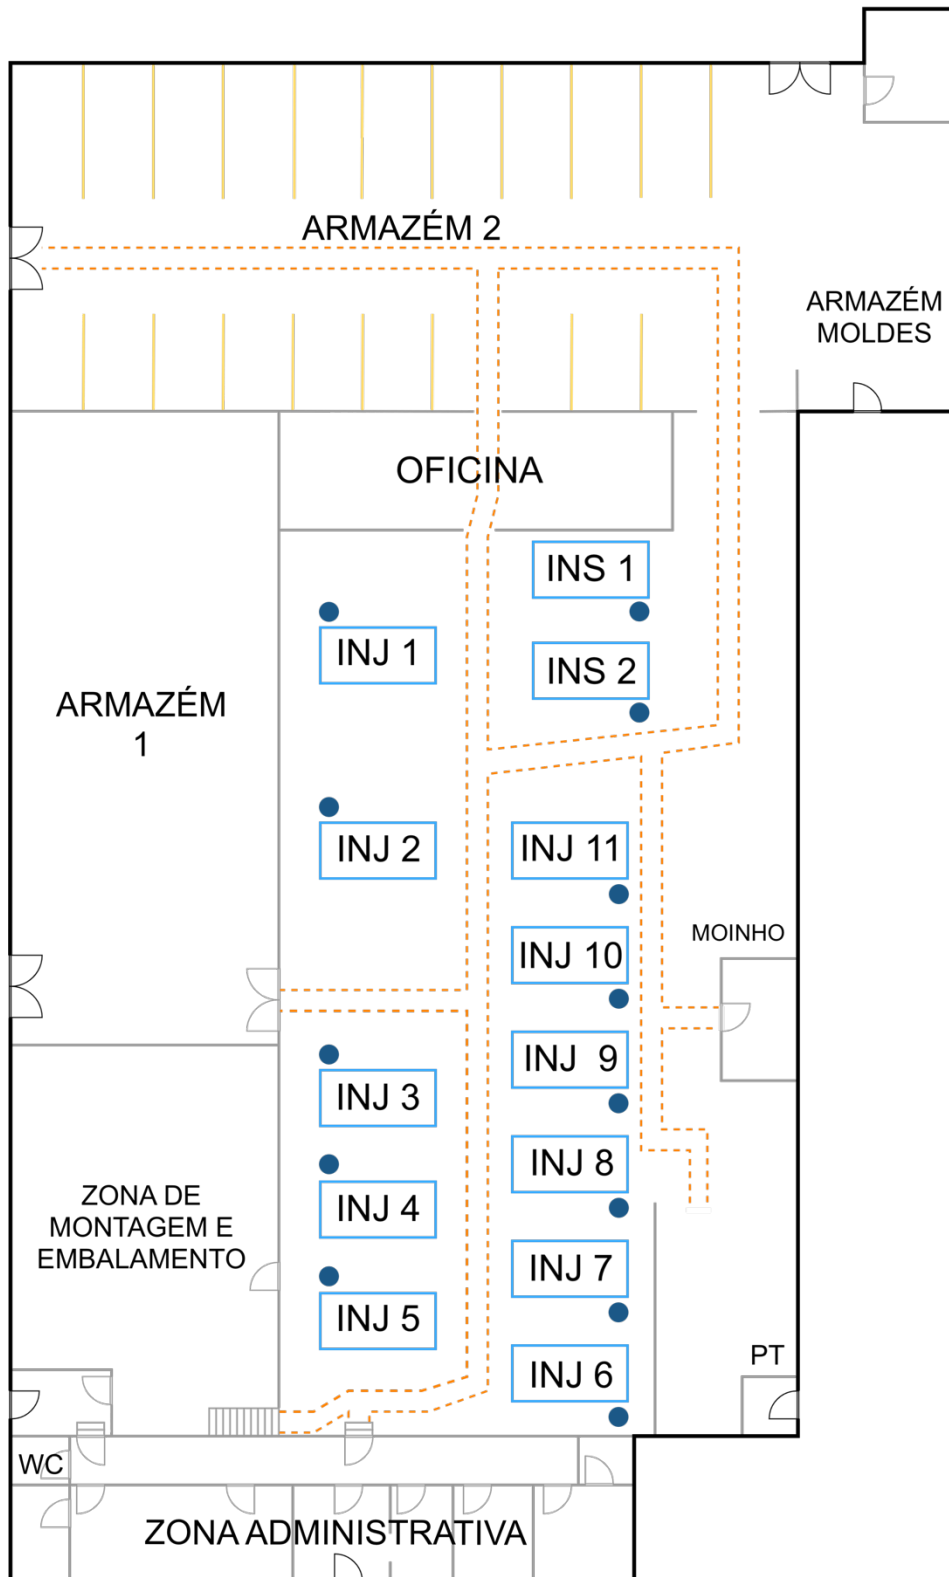 ARMAZÉM 2
ARMAZÉM
MOLDES
OFICINA
INS 1
INJ 1
INS 2
ARMAZÉM
1
INJ 2
INJ 11
MOINHO
INJ 10
INJ 9
INJ 3
INJ 8
ZONA DE
MONTAGEM E
EMBALAMENTO
INJ 4
INJ 7
INJ 5
PT
INJ 6
WC
ZONA ADMINISTRATIVA